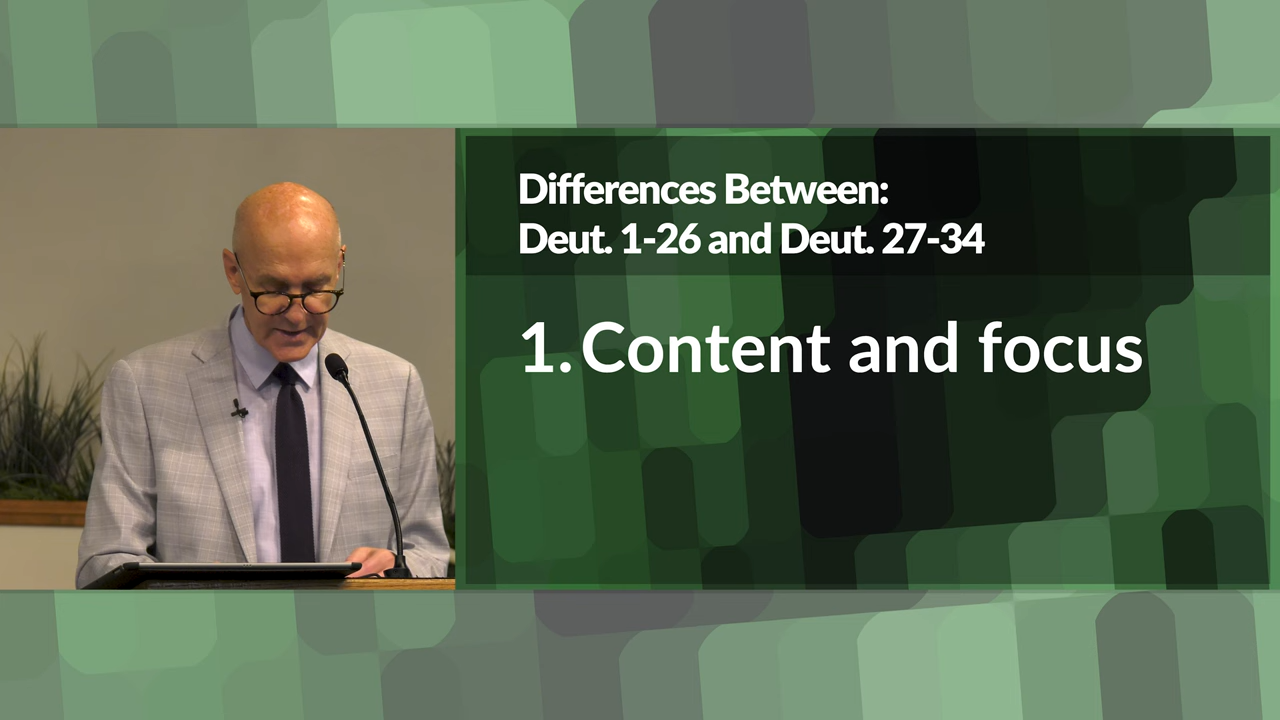 Differences Between:
Deut. 1-26 and Deut. 27-34
1. Content and focus